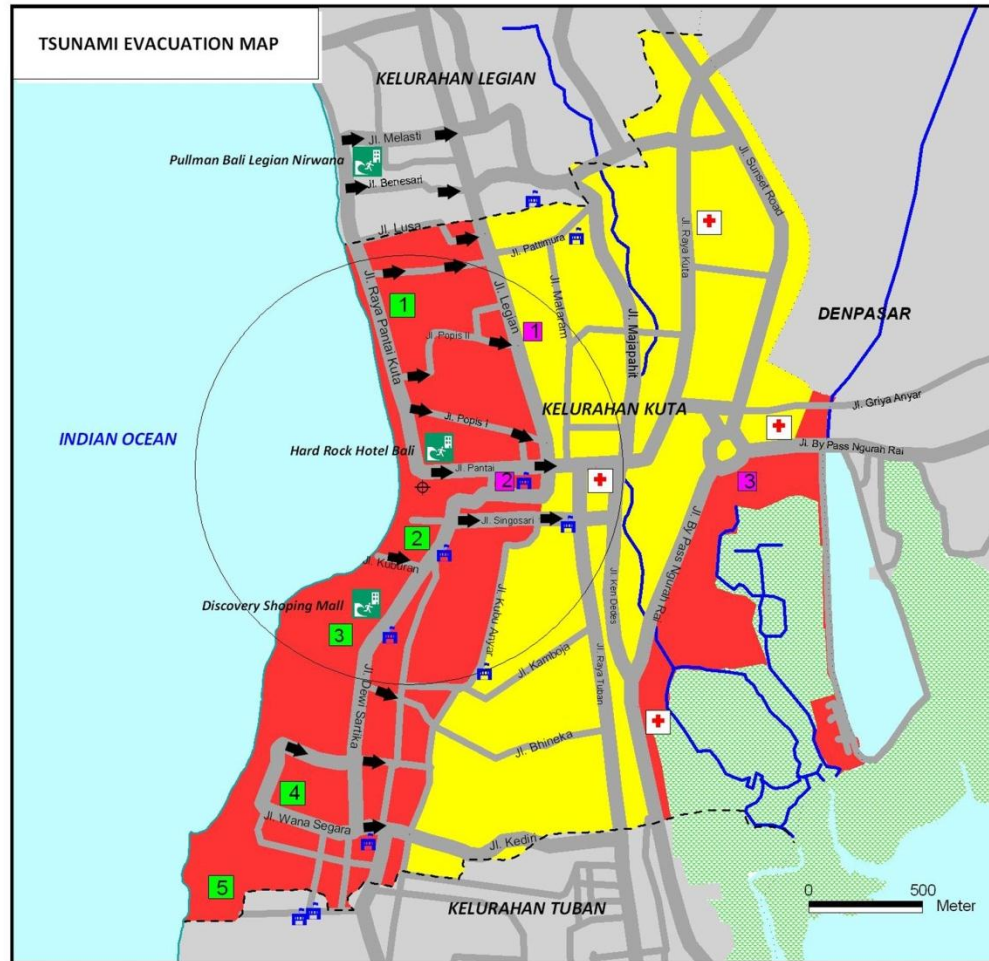 TSUNAMI EVACUATION MAP
KELURAHAN LEGIAN
Jl. Melasti
Pullman Bali Legian Nirwana
Jl. Benesari
Jl. Sunset Road
Jl. Lusa
Jl. Pattimura
Jl. Raya Kuta
Jl. Raya Pantai Kuta
1
Jl. Legian
Jl. Mataram
Jl. Majapahit
DENPASAR
1
Jl. Popis II
KELURAHAN KUTA
Jl. Griya Anyar
Jl. Popis I
INDIAN OCEAN
Hard Rock Hotel Bali
Jl. By Pass Ngurah Rai
Jl. Pantai
2
3
Jl. Singosari
2
Jl. Kuburan
Jl. By Pass Ngurah Rai
Jl. Ken Dedes
Discovery Shoping Mall
3
Jl. Kubu Anyar
Jl. Kamboja
Jl. Raya Tuban
Jl. Dewi Sartika
Jl. Bhineka
4
Jl. Wana Segara
Jl. Kediri
5
KELURAHAN TUBAN
0 500
Meter